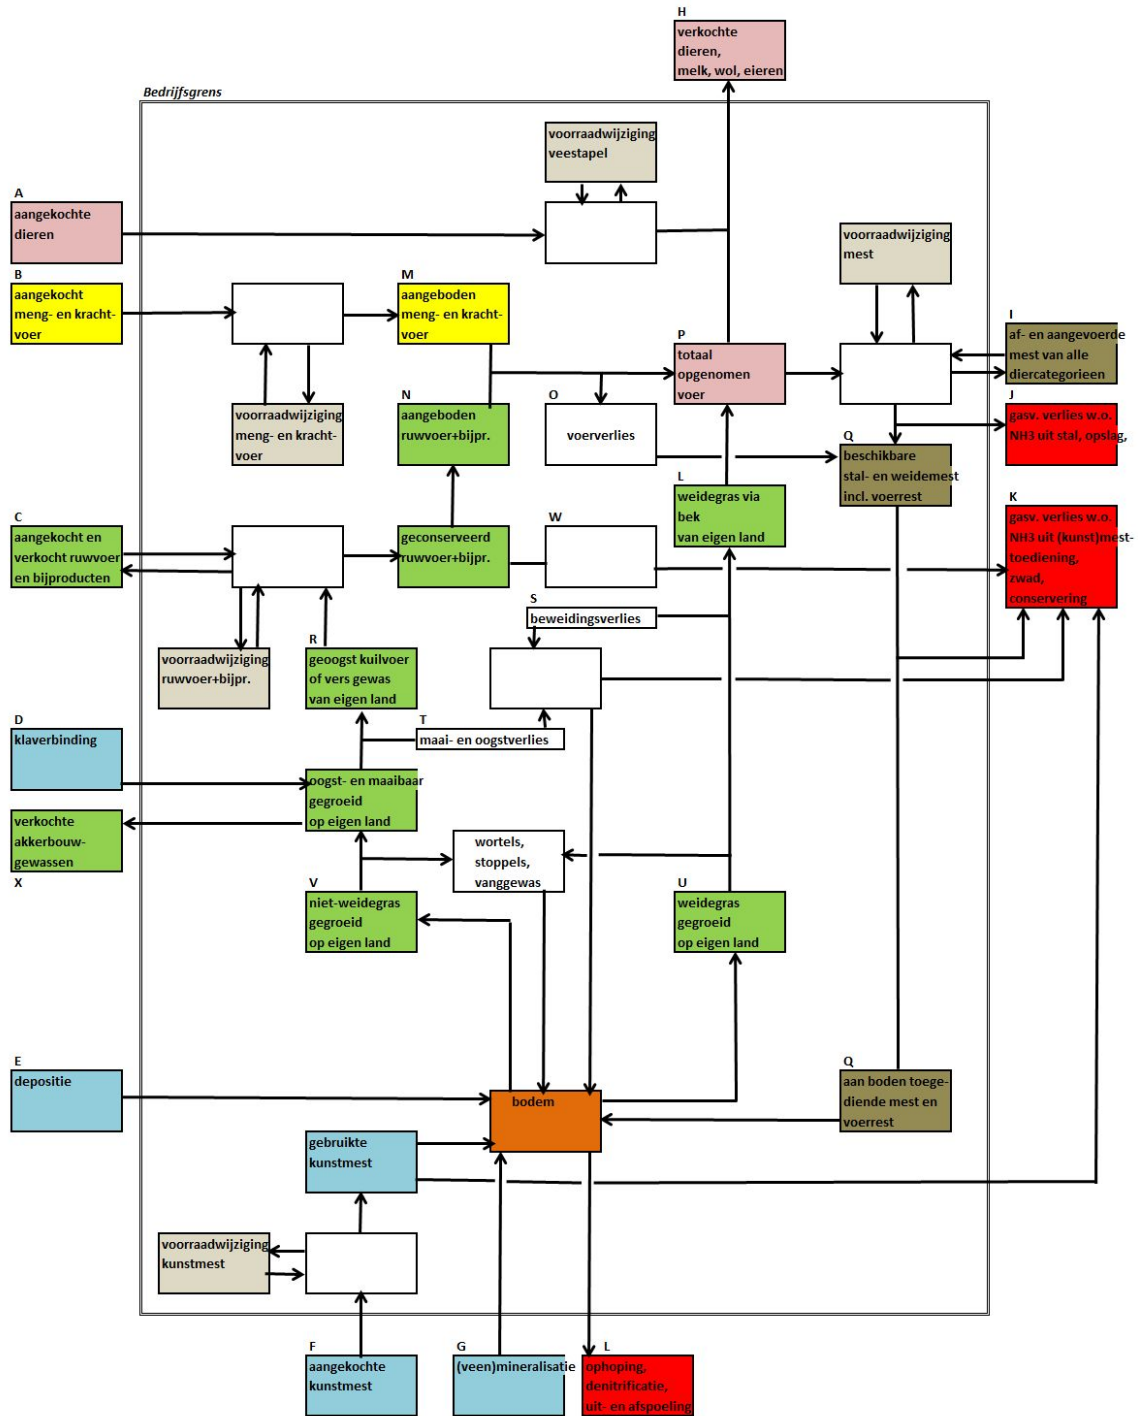 H
verkochte
dieren,
melk, wol, eieren
Bedrijfsgrens
voorraadwijziging
veestapel
A
aangekochte
dieren
voorraadwijziging
mest
B
aangekocht
meng- en kracht-
voer
M
aangeboden
meng- en kracht-
voer
I
af- en aangevoerde
mest van alle
diercategorieen
P
totaal
opgenomen
voer
voorraadwijziging
meng- en kracht-
voer
N
aangeboden
ruwvoer+bijpr.
O
voerverlies
J
gasv. verlies w.o.
NH3 uit stal, opslag,
Q
beschikbare
stal- en weidemest
incl. voerrest
L
weidegras via
bek
van eigen land
K
gasv. verlies w.o.
NH3 uit (kunst)mest-
toediening,
zwad,
conservering
C
aangekocht en
verkocht ruwvoer
en bijproducten
geconserveerd
ruwvoer+bijpr.
W
S
beweidingsverlies
voorraadwijziging
ruwvoer+bijpr.
R
geoogst kuilvoer
of vers gewas
van eigen land
D
klaverbinding
T
maai- en oogstverlies
oogst- en maaibaar
gegroeid
op eigen land
verkochte
akkerbouw-
gewassen
X
wortels,
stoppels,
vanggewas
V
niet-weidegras
gegroeid
op eigen land
U
weidegras
gegroeid
op eigen land
E
depositie
bodem
Q
aan boden toege-
diende mest en
voerrest
gebruikte
kunstmest
voorraadwijziging
kunstmest
F
aangekochte
kunstmest
G
(veen)mineralisatie
L
ophoping,
denitrificatie,
uit- en afspoeling